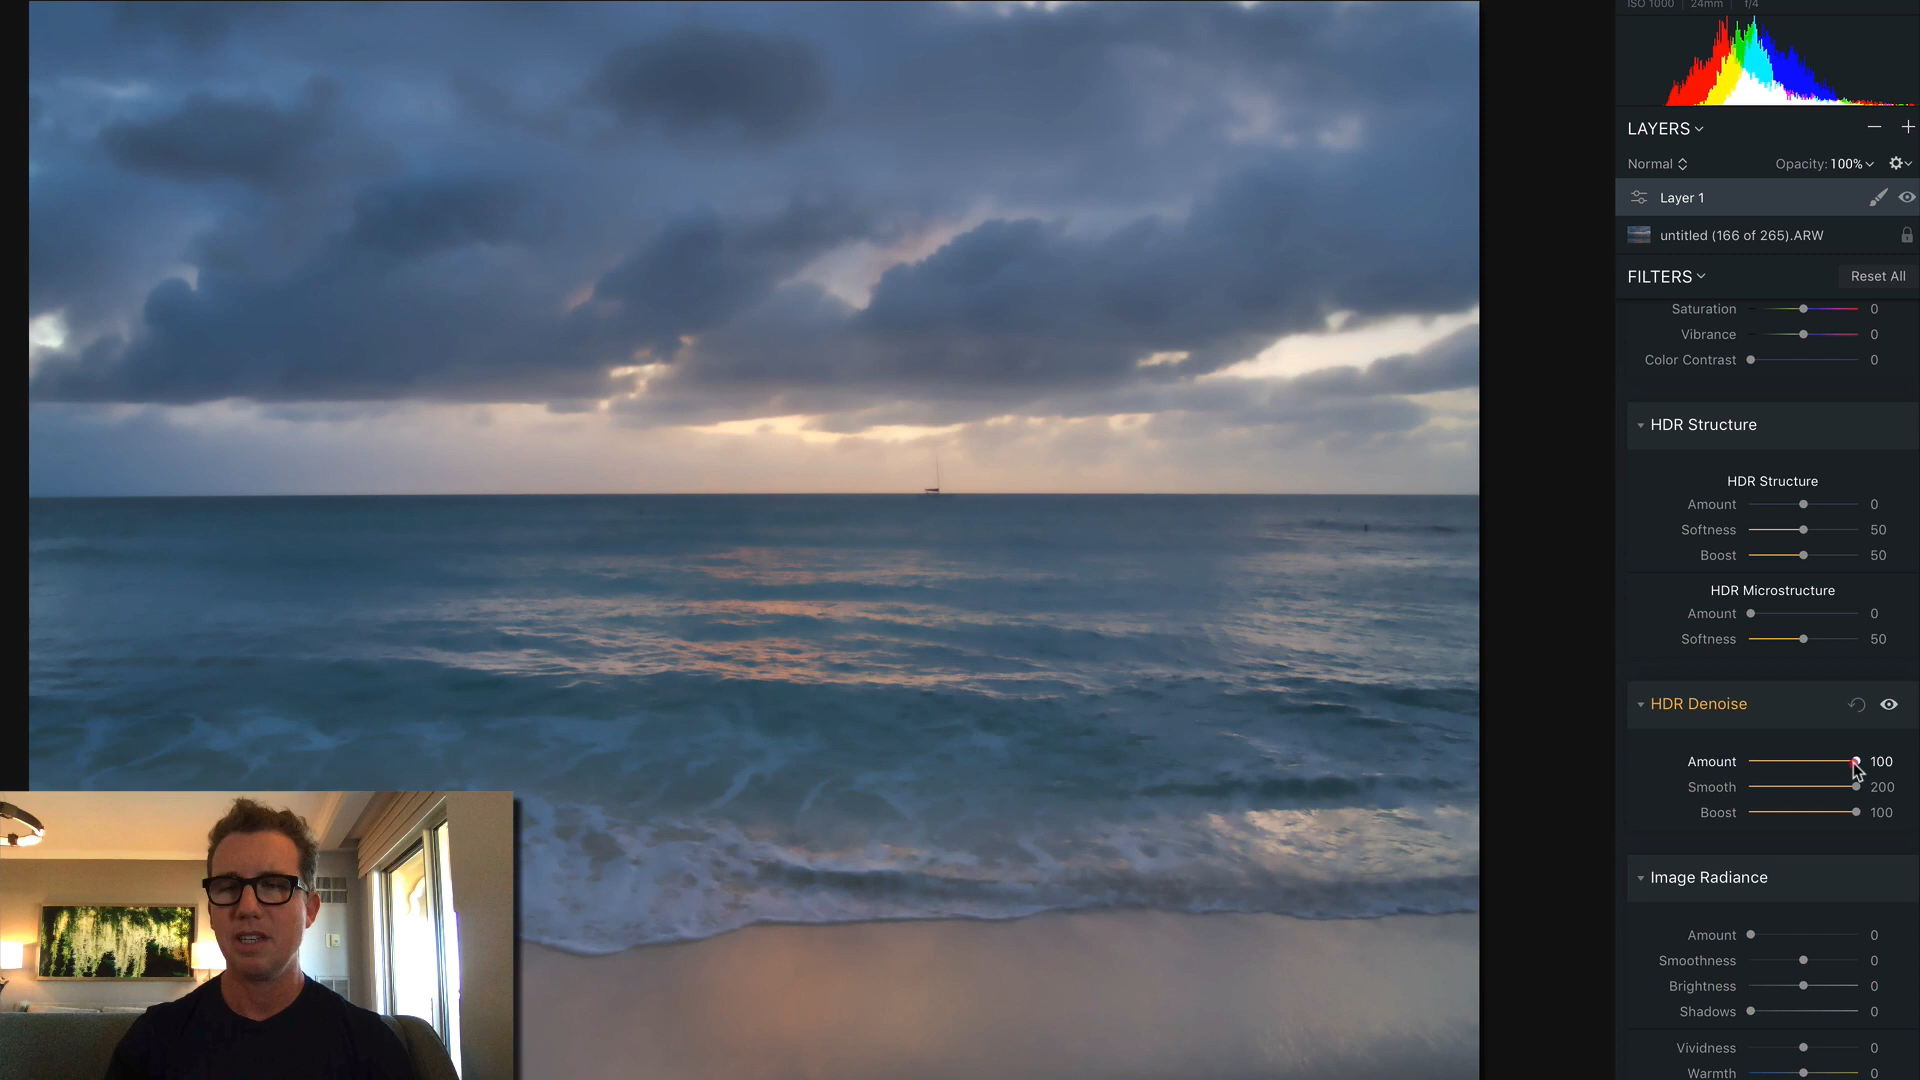 ISO 1000 | 24mm | f/4
LAYERS
Normal Opacity: 100%
Layer 1
untitled (166 of 265).ARW
FILTERS Reset All
Saturation 0
Vibrance 0
Color Contrast 0
HDR Structure
HDR Structure
Amount 0
Softness 50
Boost 50
HDR Microstructure
Amount 0
Softness 50
HDR Denoise
Amount 100
Smooth 200
Boost 100
Image Radiance
Amount 0
Smoothness 0
Brightness 0
Shadows 0
Vividness 0
Warmth 0